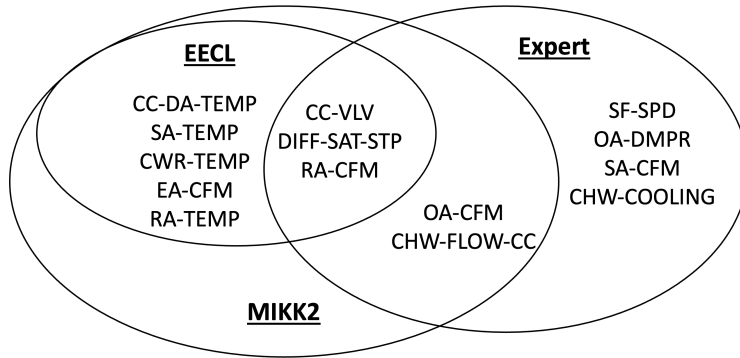 EECL
CC-DA-TEMP
SA-TEMP
CWR-TEMP
EA-CFM
RA-TEMP
CC-VLV
DIFF-SAT-STP
RA-CFM
Expert
SF-SPD
OA-DMPR
SA-CFM
CHW-COOLING
OA-CFM
CHW-FLOW-CC
MIKK2